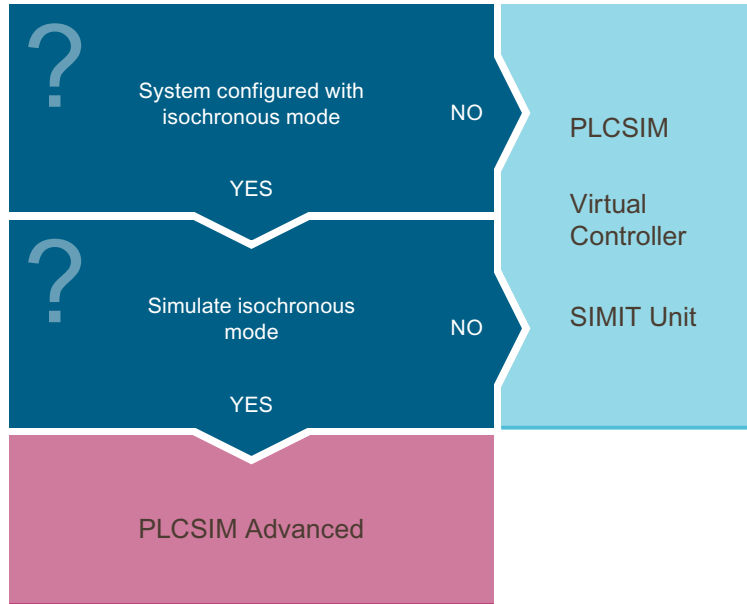 ?
System configured with
isochronous mode
NO
YES
PLCSIM
Virtual
Controller
SIMIT Unit
?
Simulate isochronous
mode
NO
YES
PLCSIM Advanced